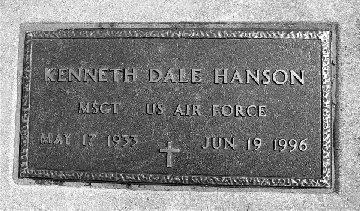 KENNETH DALE HANSON
MSGT US AIR FORCE
MAY 17 1933 JUN 19 1996